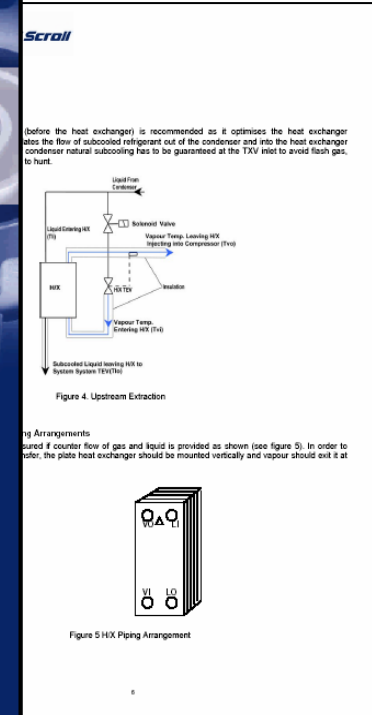 Scroll
(before the heat exchanger) is recommended as it optimises the heat exchanger
lates the flow of subcooled refrigerant out of the condenser and into the heat exchanger
condenser natural subcooling has to be guaranteed at the TXV inlet to avoid flash gas,
to hunt.
Liquid From
Condenser
Solenoid Valve
Liquid Entering H/X
(Tli)
Vapour Temp. Leaving H/X
Injecting into Compressor (Tvo)
H/X
H/X TEV
Insulation
Vapour Temp.
Entering H/X (Tvi)
Subcooled Liquid leaving H/X to
System System TEV(Tlo)
Figure 4. Upstream Extraction
ng Arrangements
sured if counter flow of gas and liquid is provided as shown (see figure 5). In order to
nsfer, the plate heat exchanger should be mounted vertically and vapour should exit it at
VO LI
VI LO
Figure 5 H/X Piping Arrangement